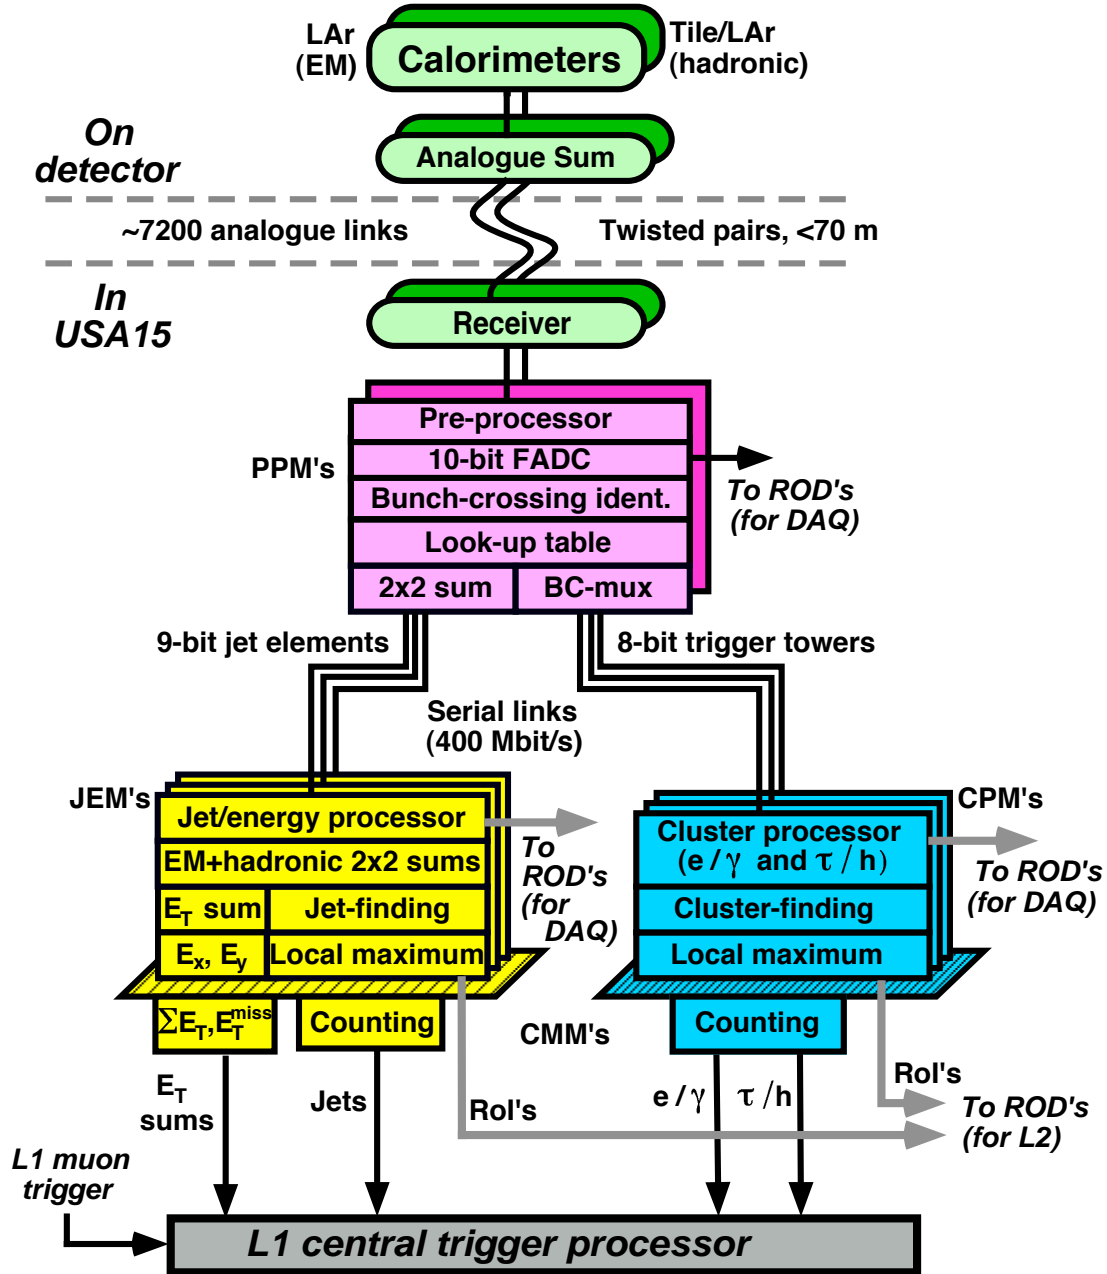 LAr
(EM)
Calorimeters
Tile/LAr
(hadronic)
On
detector
Analogue Sum
~7200 analogue links
Twisted pairs, <70 m
In
USA15
Receiver
PPM's
Pre-processor
10-bit FADC
Bunch-crossing ident.
Look-up table
2x2 sum
BC-mux
To ROD's
(for DAQ)
9-bit jet elements
8-bit trigger towers
Serial links
(400 Mbit/s)
JEM's
Jet/energy processor
EM+hadronic 2x2 sums
E_T sum
Jet-finding
E_x, E_y
Local maximum
To
ROD's
(for
DAQ)
CPM's
Cluster processor
(e / γ and τ / h)
Cluster-finding
Local maximum
To ROD's
(for DAQ)
ΣE_T, E_T^miss
Counting
CMM's
Counting
E_T
sums
Jets
RoI's
e / γ
τ /h
RoI's
To ROD's
(for L2)
L1 muon
trigger
L1 central trigger processor